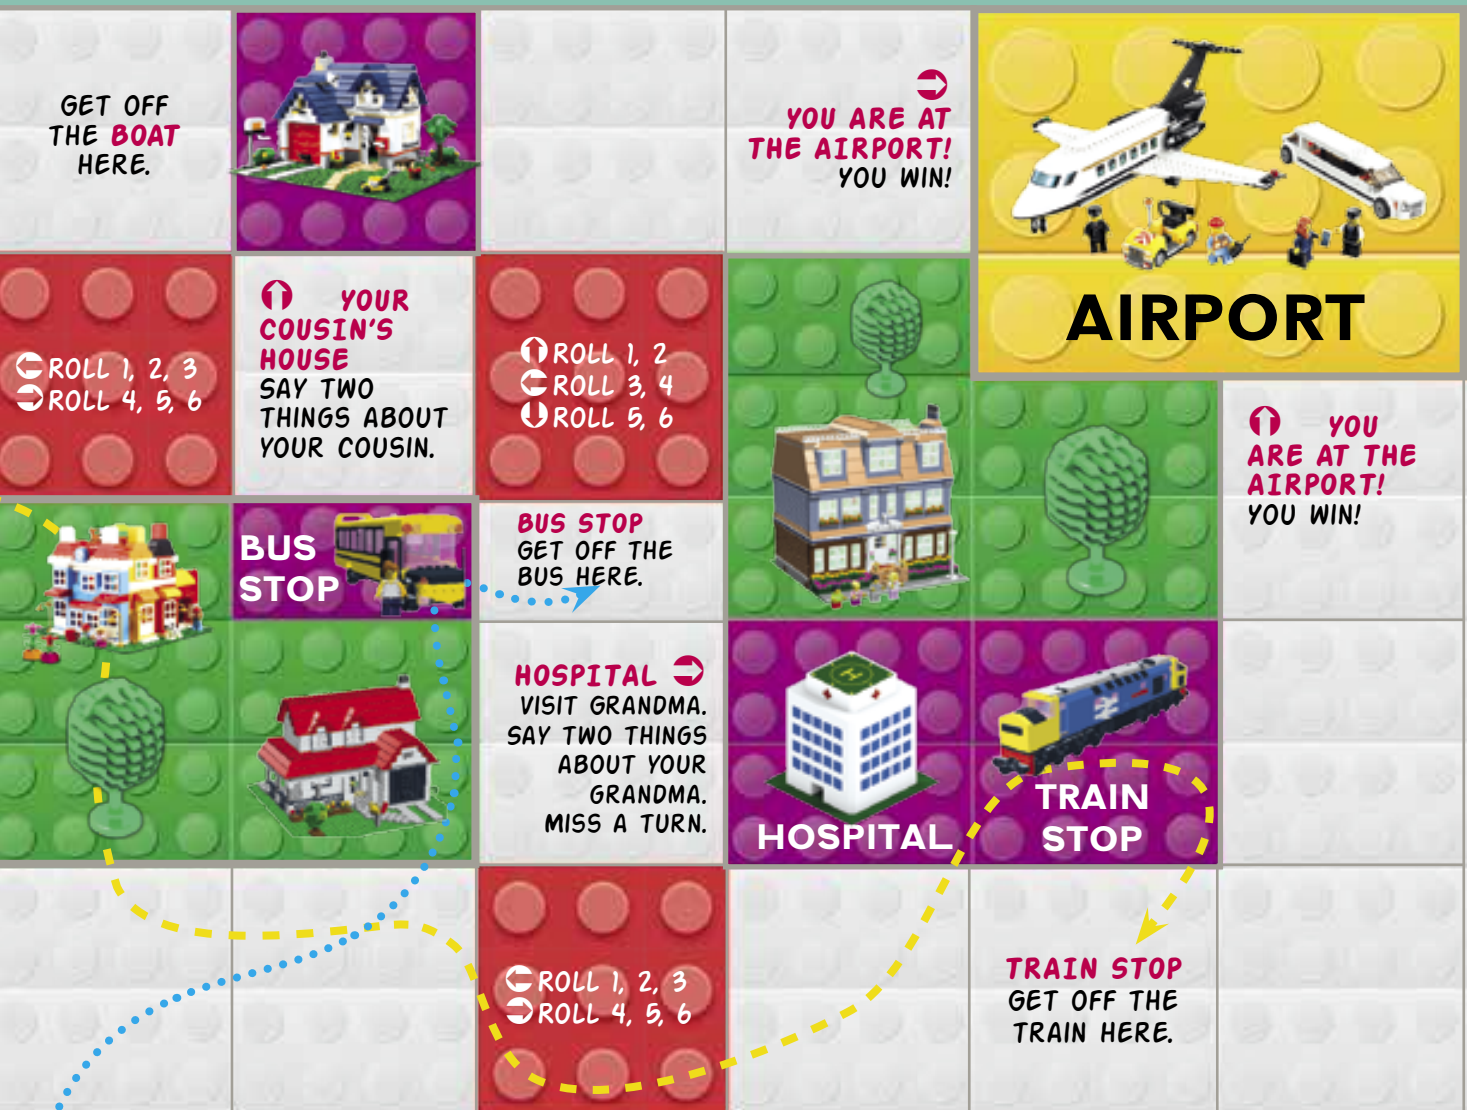 GET OFF
THE BOAT
HERE.
YOU ARE AT
THE AIRPORT!
YOU WIN!
AIRPORT
ROLL 1, 2, 3
ROLL 4, 5, 6
YOUR
COUSIN'S
HOUSE
SAY TWO
THINGS ABOUT
YOUR COUSIN.
ROLL 1, 2
ROLL 3, 4
ROLL 5, 6
YOU
ARE AT THE
AIRPORT!
YOU WIN!
BUS
STOP
BUS STOP
GET OFF THE
BUS HERE.
HOSPITAL
VISIT GRANDMA.
SAY TWO THINGS
ABOUT YOUR
GRANDMA.
MISS A TURN.
H
HOSPITAL
TRAIN
STOP
ROLL 1, 2, 3
ROLL 4, 5, 6
TRAIN STOP
GET OFF THE
TRAIN HERE.